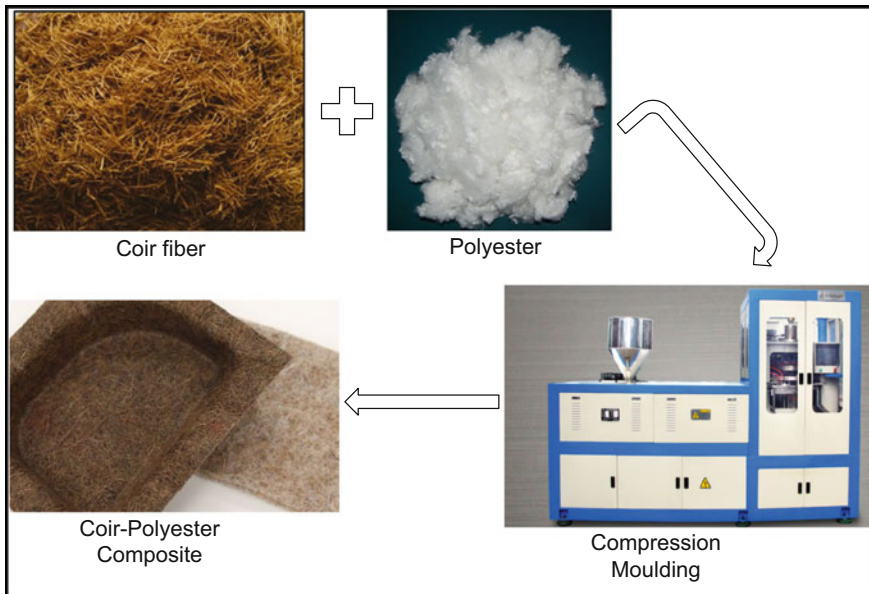 Coir fiber
Polyester
Compression
Moulding
Coir-Polyester
Composite